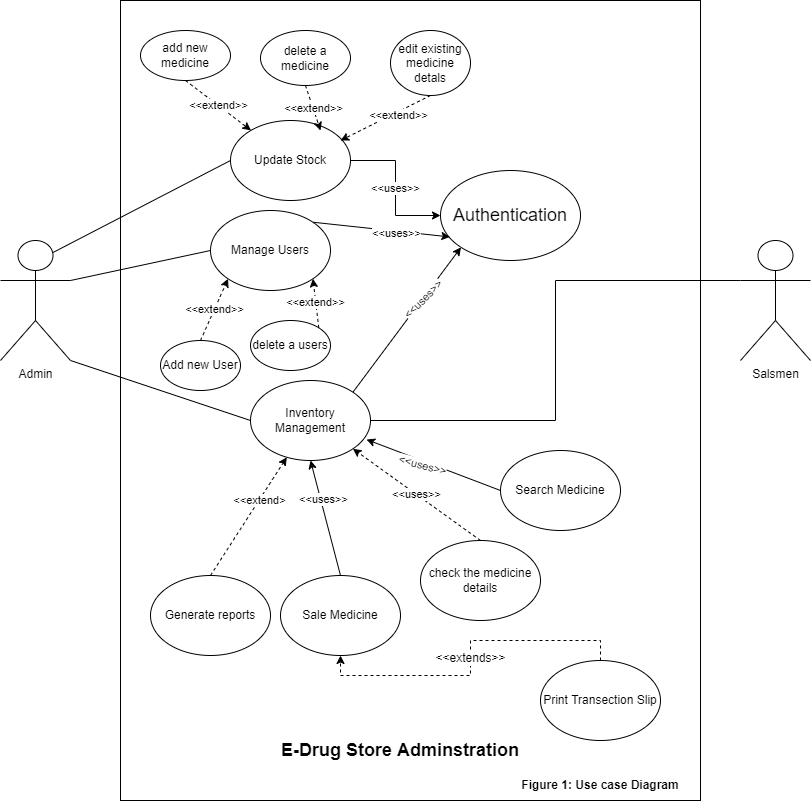 add new
medicine
delete a
medicine
edit existing
medicine
detals
<<extend>>
<<extend>>
<<extend>>
Update Stock
<<uses>>
Authentication
Manage Users
<<uses>>
<<extend>>
<<extend>>
<<uses>>
Add new User
delete a users
Admin
Salsmen
Inventory
Management
<<uses>>
Search Medicine
<<extend>
<<uses>>
<<uses>>
check the medicine
details
Generate reports
Sale Medicine
<<extends>>
Print Transection Slip
E-Drug Store Adminstration
Figure 1: Use case Diagram